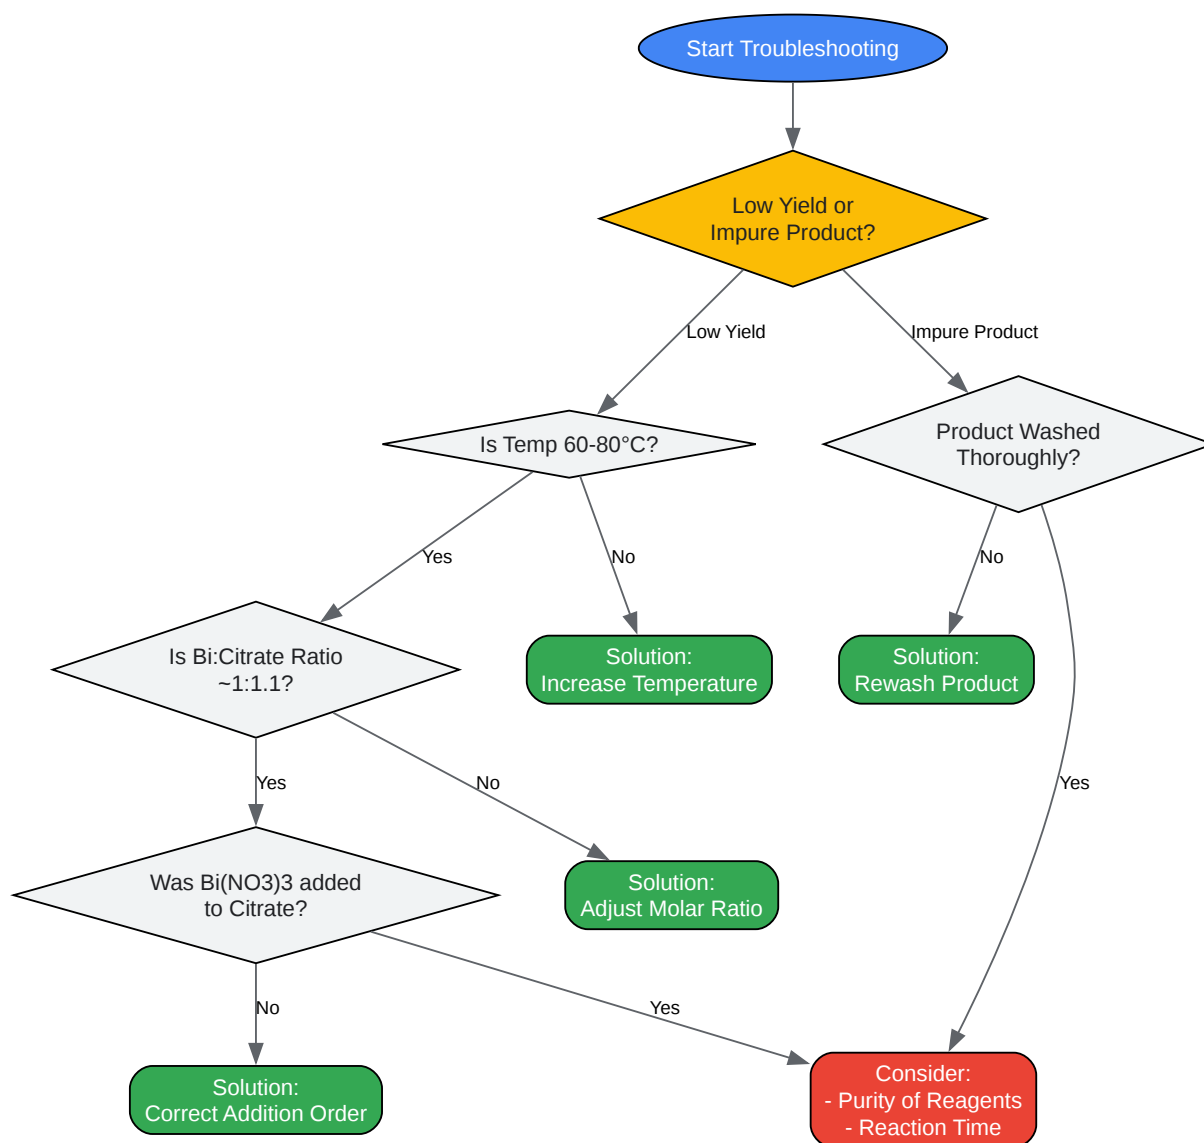 Start Troubleshooting
Low Yield or
Impure Product?
Low Yield
Impure Product
Is Temp 60-80°C?
Product Washed
Thoroughly?
Yes
No
No
Is Bi:Citrate Ratio
~1:1.1?
Solution:
Increase Temperature
Solution:
Rewash Product
Yes
No
Yes
Was Bi(NO3)3 added
to Citrate?
Solution:
Adjust Molar Ratio
No
Yes
Solution:
Correct Addition Order
Consider:
- Purity of Reagents
- Reaction Time